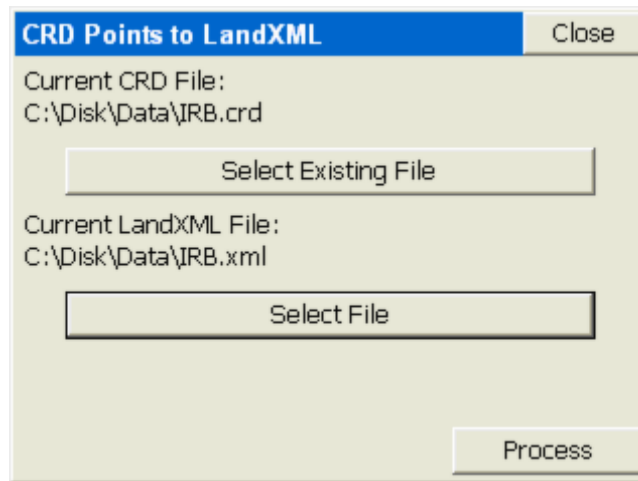 CRD Points to LandXML Close
Current CRD File:
C:\Disk\Data\IRB.crd
Select Existing File
Current LandXML File:
C:\Disk\Data\IRB.xml
Select File
Process